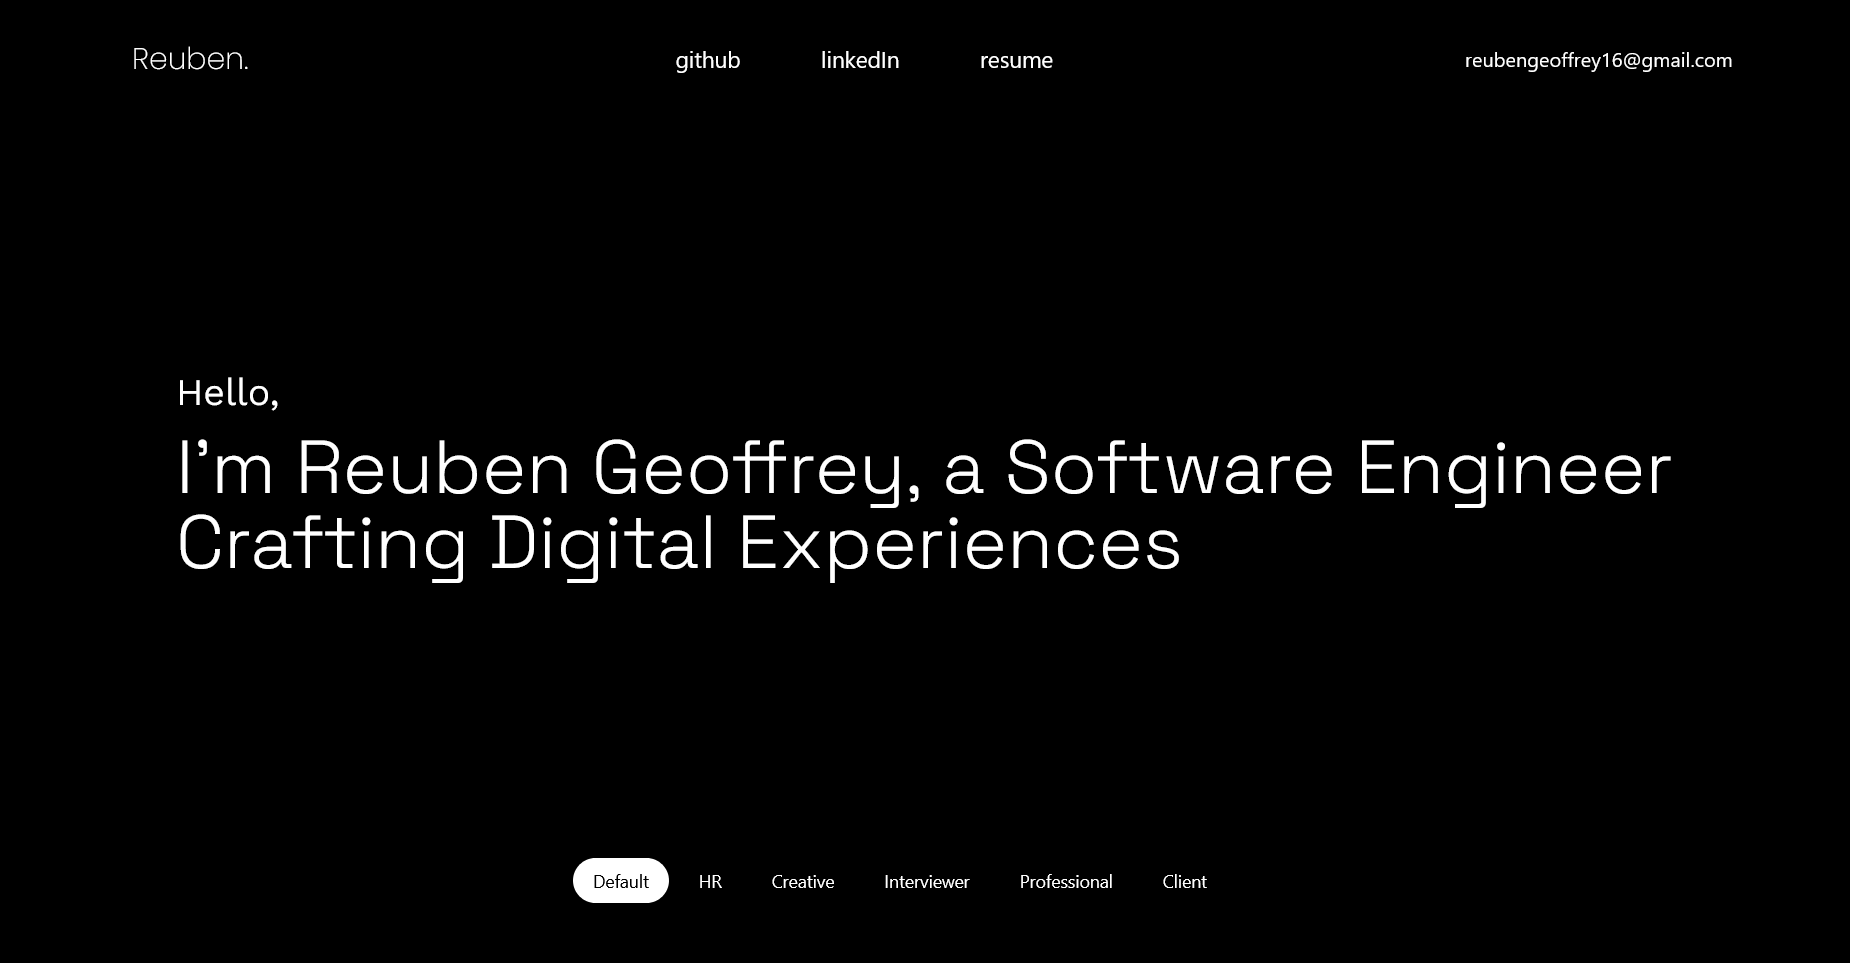 Reuben.
github linkedIn resume
reubengeoffrey16@gmail.com
Hello,
I'm Reuben Geoffrey, a Software Engineer
Crafting Digital Experiences
Default HR Creative Interviewer Professional Client